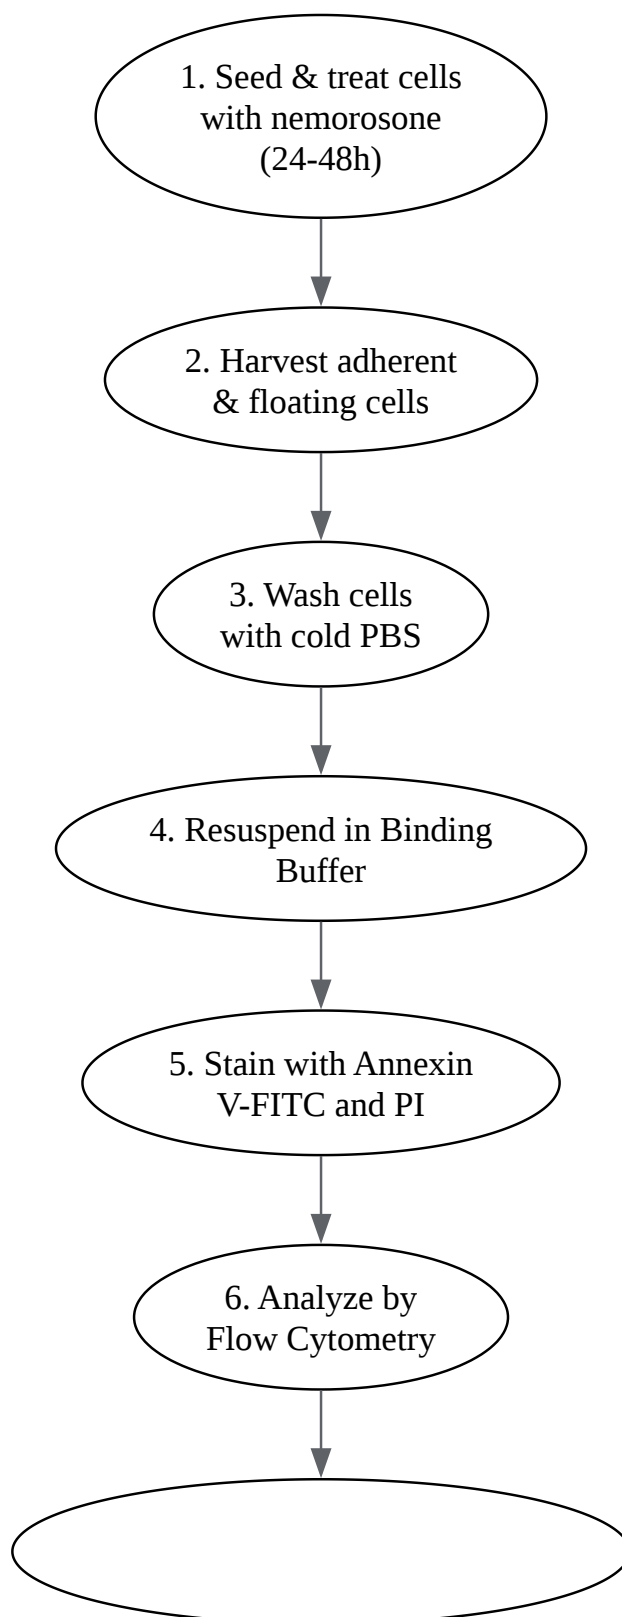 1. Seed & treat cells
with nemorosone
(24-48h)
2. Harvest adherent
& floating cells
3. Wash cells
with cold PBS
4. Resuspend in Binding
Buffer
5. Stain with Annexin
V-FITC and PI
6. Analyze by
Flow Cytometry